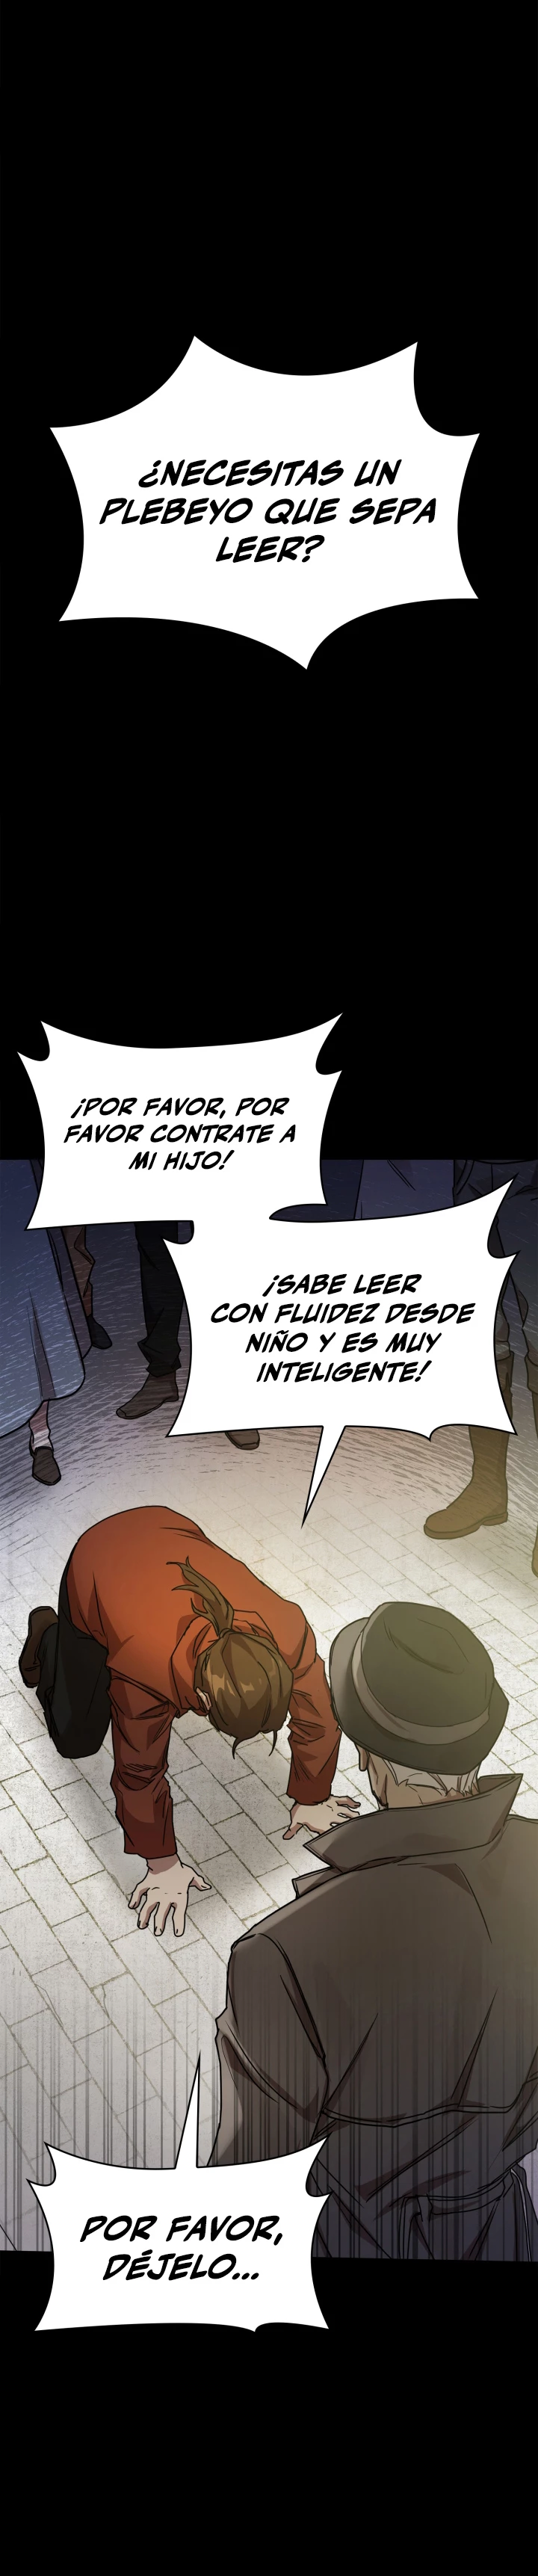 ¿NECESITAS UN
PLEBEYO QUE SEPA
LEER?
¡POR FAVOR, POR
FAVOR CONTRATE A
MI HIJO!
¡SABE LEER
CON FLUIDEZ DESDE
NIÑO Y ES MUY
INTELIGENTE!
POR FAVOR,
DÉJELO...